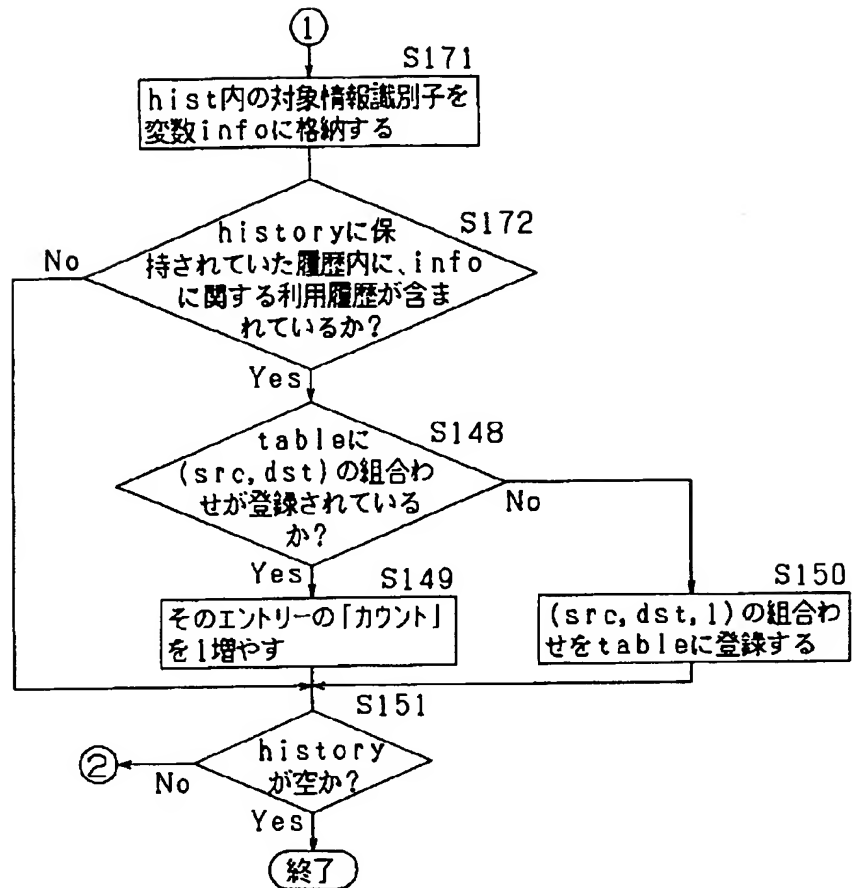 ①
S171
hist内の対象情報識別子を
変数infoに格納する
S172
historyに保
持されていた履歴内に、info
に関する利用履歴が含ま
れているか?
No
Yes
S148
tableに
(src,dst)の組合わ
せが登録されている
か?
No
Yes
S149
そのエントリーの「カウント」
を1増やす
S150
(src,dst,1)の組合わ
せをtableに登録する
S151
history
が空か?
②
No
Yes
終了